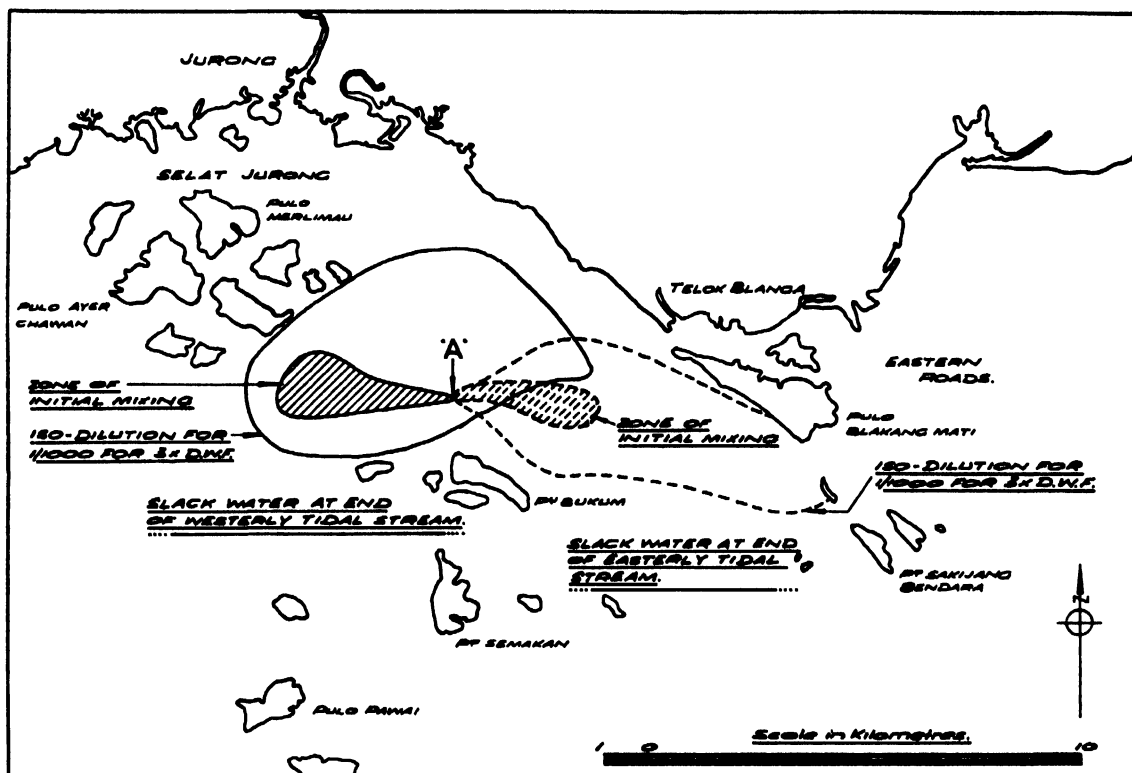 JURONG
SELAT JURONG
PULO
MERLIMAU
PULO AYER
CHAWAN
TELOK BLANGA
"A"
EASTERN
ROADS.
ZONE OF
INITIAL MIXING
ISO-DILUTION FOR
1/1000 FOR 3x D.W.F.
ZONE OF
INITIAL MIXING
PULO
BLAKANG MATI
ISO-DILUTION FOR
1/1000 FOR 3x D.W.F.
PU BUKUM
SLACK WATER AT END
OF WESTERLY TIDAL STREAM.
SLACK WATER AT END
OF EASTERLY TIDAL
STREAM.
PT SAKIJANG
BENDARA
PT SEMAKAN
PULO PAWAI
N
Scale in Kilometres.
1 0 10